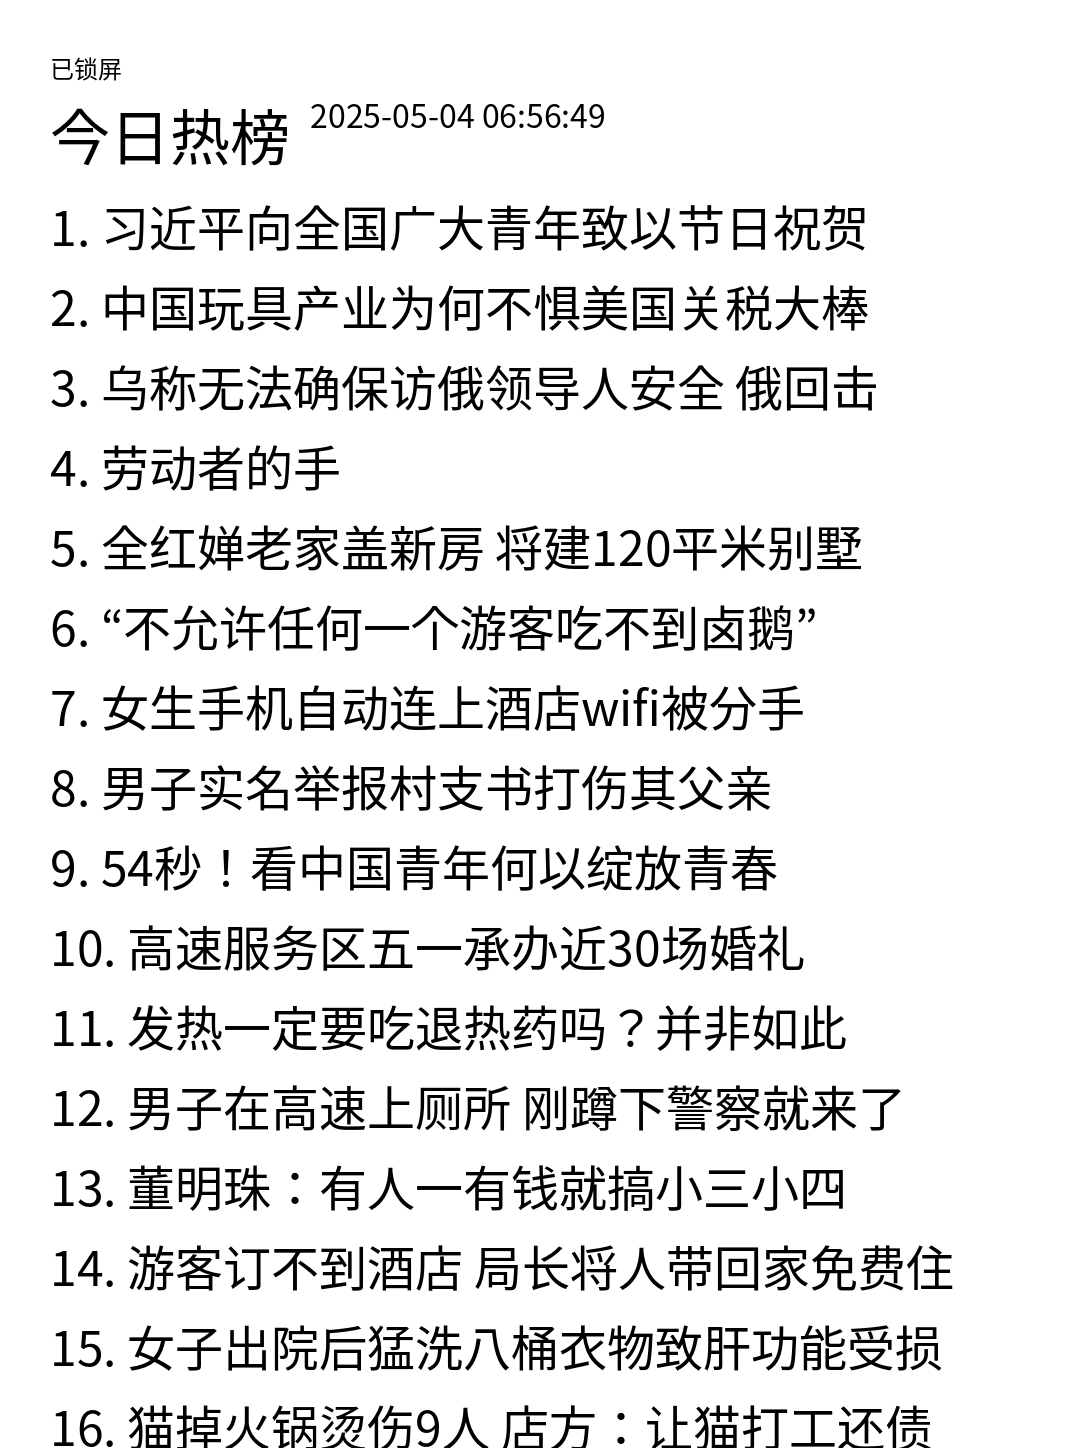 已锁屏
今日热榜 2025-05-04 06:56:49
1. 习近平向全国广大青年致以节日祝贺
2. 中国玩具产业为何不惧美国关税大棒
3. 乌称无法确保访俄领导人安全 俄回击
4. 劳动者的手
5. 全红婵老家盖新房 将建120平米别墅
6. “不允许任何一个游客吃不到卤鹅”
7. 女生手机自动连上酒店wifi被分手
8. 男子实名举报村支书打伤其父亲
9. 54秒！看中国青年何以绽放青春
10. 高速服务区五一承办近30场婚礼
11. 发热一定要吃退热药吗？并非如此
12. 男子在高速上厕所 刚蹲下警察就来了
13. 董明珠：有人一有钱就搞小三小四
14. 游客订不到酒店 局长将人带回家免费住
15. 女子出院后猛洗八桶衣物致肝功能受损
16. 猫掉火锅烫伤9人 店方：让猫打工还债